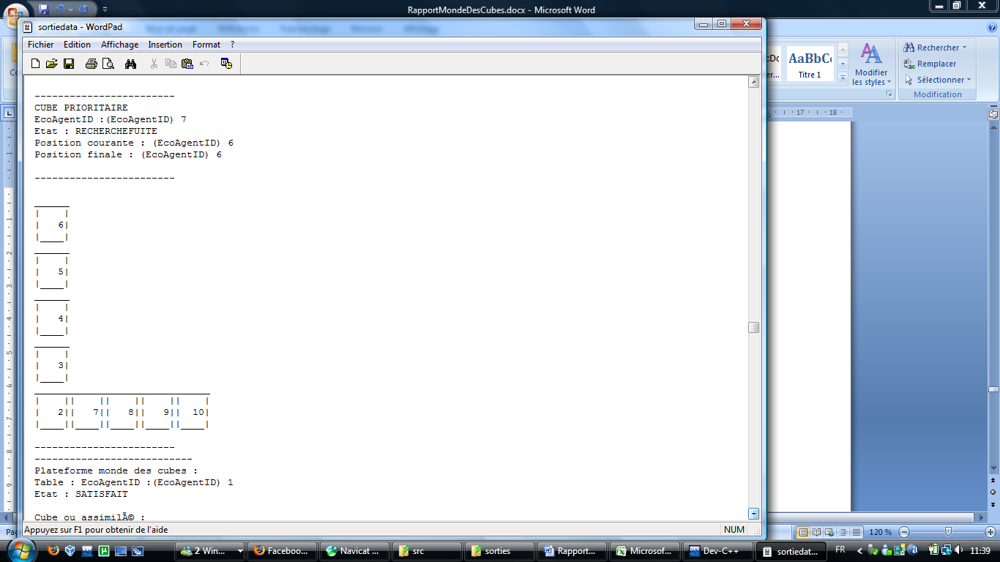 RapportMondeDesCubes.docx - Microsoft Word
sortiedata - WordPad
Fichier Edition Affichage Insertion Format ?
------------------------
CUBE PRIORITAIRE
EcoAgentID :(EcoAgentID) 7
Etat : RECHERCHEFUITE
Position courante : (EcoAgentID) 6
Position finale : (EcoAgentID) 6
------------------------
______
|    |
|   6|
|____|
______
|    |
|   5|
|____|
______
|    |
|   4|
|____|
______
|    |
|   3|
|____|
______________________________
|    ||    ||    ||    ||    |
|   2||   7||   8||   9||  10|
|____||____||____||____||____|
------------------------
---------------------------
Plateforme monde des cubes :
Table : EcoAgentID :(EcoAgentID) 1
Etat : SATISFAIT
Cube ou assimilÃ© :
Appuyez sur F1 pour obtenir de l'aide
NUM
AaBbCc
Titre 1
Modifier
les styles
Rechercher
Remplacer
Sélectionner
Modification
17 18
120 %
2 Win...
Faceboo...
Navicat ...
src
sorties
Rapport...
Microsof...
Dev-C++
sortiedat...
FR
11:39